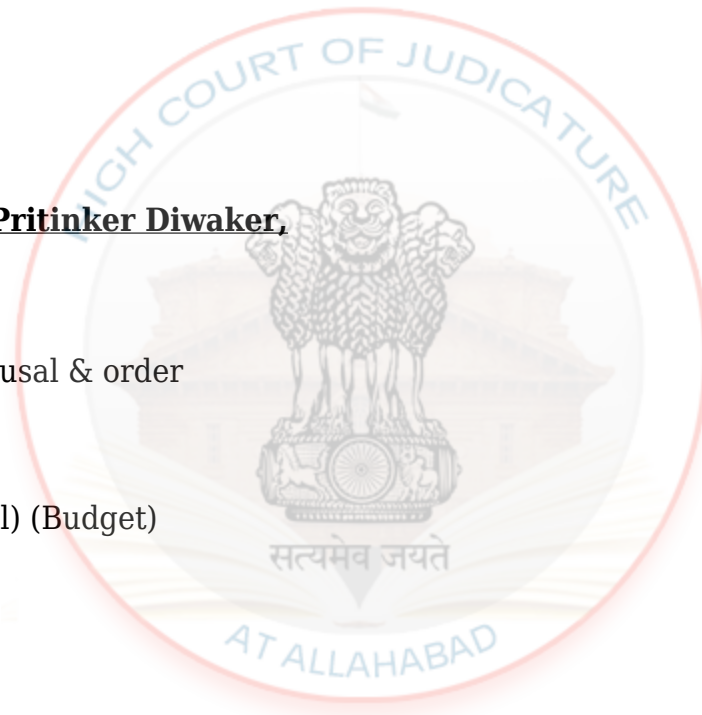 HIGH COURT OF JUDICATURE
Pritinker Diwaker,
usal & order
l) (Budget)
सत्यमेव जयते
AT ALLAHABAD